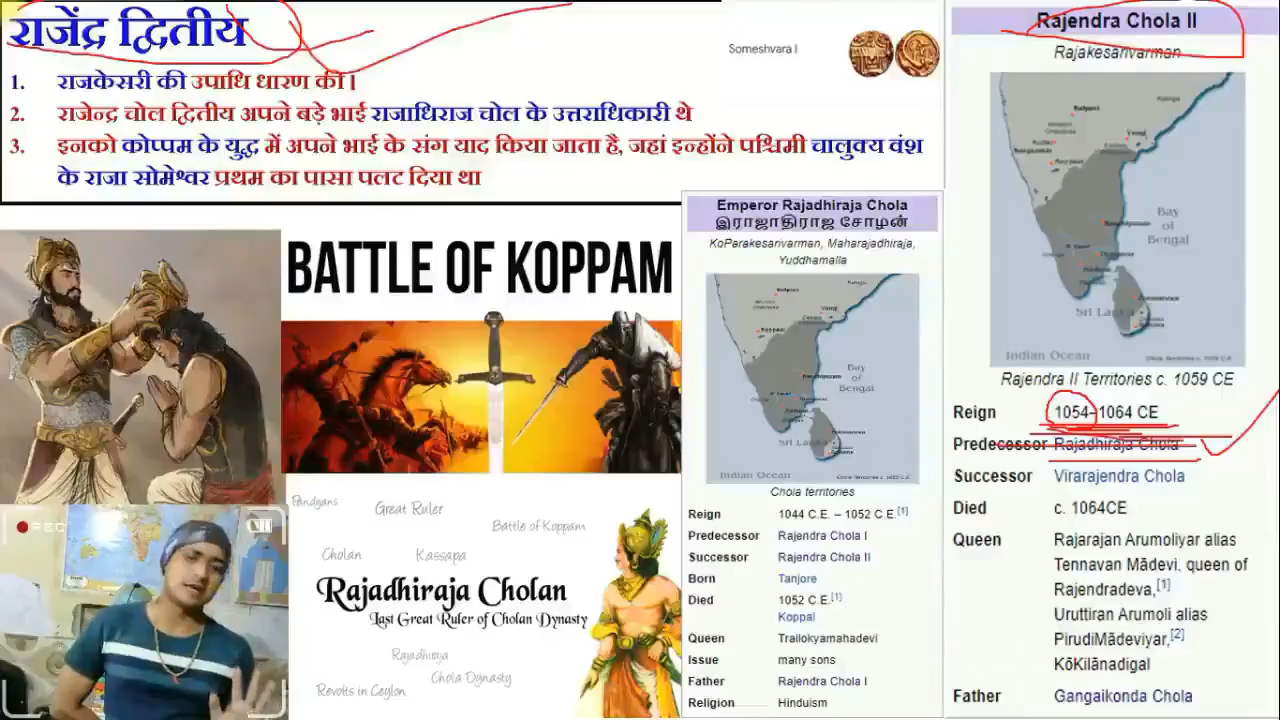 राजेंद्र द्वितीय
1. राजकेसरी की उपाधि धारण की।
2. राजेन्द्र चोल द्वितीय अपने बड़े भाई राजाधिराज चोल के उत्तराधिकारी थे
3. इनको कोप्पम के युद्ध में अपने भाई के संग याद किया जाता है, जहां इन्होंने पश्चिमी चालुक्य वंश
के राजा सोमेश्वर प्रथम का पासा पलट दिया था
Someshvara I
BATTLE OF KOPPAM
Pandyans
Great Ruler
Battle of Koppam
Cholan
Kassapa
Rajadhiraja Cholan
Last Great Ruler of Cholan Dynasty
Rajadhiraja
Chola Dynasty
Revolts in Ceylon
REC
Emperor Rajadhiraja Chola
இராஜாதிராஜ சோழன்
KoParakesarivarman, Maharajadhiraja,
Yuddhamalla
Bay
of
Bengal
Sri Lanka
Indian Ocean
Chola territories
Reign 1044 C.E. – 1052 C.E.[1]
Predecessor Rajendra Chola I
Successor Rajendra Chola II
Born Tanjore
Died 1052 C.E.[1]
Koppal
Queen Trailokyamahadevi
Issue many sons
Father Rajendra Chola I
Religion Hinduism
Rajendra Chola II
Rajakesarivarman
Bay
of
Bengal
Sri Lanka
Indian Ocean
Rajendra II Territories c. 1059 CE
Reign 1054–1064 CE
Predecessor Rajadhiraja Chola
Successor Virarajendra Chola
Died c. 1064CE
Queen Rajarajan Arumoliyar alias
Tennavan Mādevi, queen of
Rajendradeva,[1]
Uruttiran Arumoli alias
PirudiMādeviyar,[2]
KōKilānadigal
Father Gangaikonda Chola